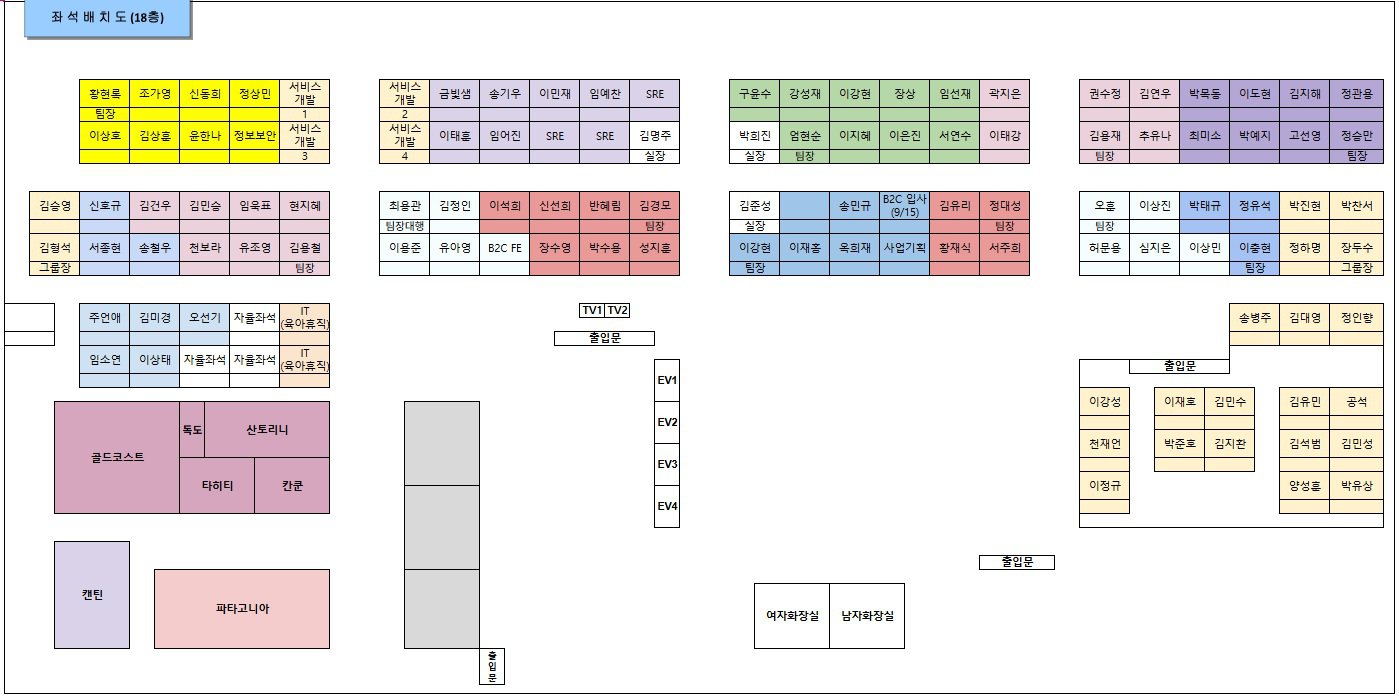 좌 석 배 치 도 (18층)
황현록 조가영 신동희 정상민 서비스 개발
팀장 1
이상호 김상훈 윤한나 정보보안 서비스 개발
3
서비스 개발 금빛샘 송기우 이민재 임예찬 SRE
2
서비스 개발 이태훈 임어진 SRE SRE 김명주
4 실장
구윤수 강성재 이강현 장상 임선재 곽지은
박희진 염현순 이지혜 이은진 서연수 이태강
실장 팀장
권수정 김연우 박옥동 이도현 김지해 정관용
김용재 추유나 최미소 박예지 고선영 정승만
팀장 팀장
김승영 신호규 김건우 김민승 임욱표 현지혜
김형석 서종현 송철우 전보라 유조영 김용철
그룹장 팀장
최용관 김정인 이석희 신선희 반혜림 김경모
팀장대행 팀장
이용준 유아영 B2C FE 장수영 박수용 성지훈
김준성 송민규 B2C 입사 (9/15) 김유리 정대성
실장 팀장
이강현 이재홍 옥희재 사업기획 황재식 서주희
팀장
오훈 이상진 박태규 정유석 박진현 박찬서
팀장
허문용 심지은 이상민 이충현 정하명 장두수
팀장 그룹장
주언애 김미경 오선기 자율좌석 IT (육아휴직)
임소연 이상태 자율좌석 자율좌석 IT (육아휴직)
TV1 TV2
출입문
EV1
EV2
EV3
EV4
송병주 김대영 정인향
출입문
이강성 이재호 김민수 김유민 공석
천재언 박준호 김지환 김석범 김민성
이정규 양성훈 박유상
골드코스트 독도 산토리니
타히티 칸쿤
캔틴
파타고니아
출입문
여자화장실 남자화장실
출입문